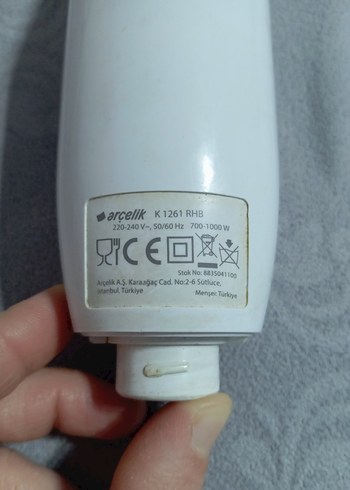 arçelik K 1261 RHB
220-240 V~, 50/60 Hz 700-1000 W
CE
Stok No. 8835041100
Arçelik A.Ş. Karaağaç Cad. No:2-6 Sütlüce,
İstanbul, Türkiye Menşei: Türkiye